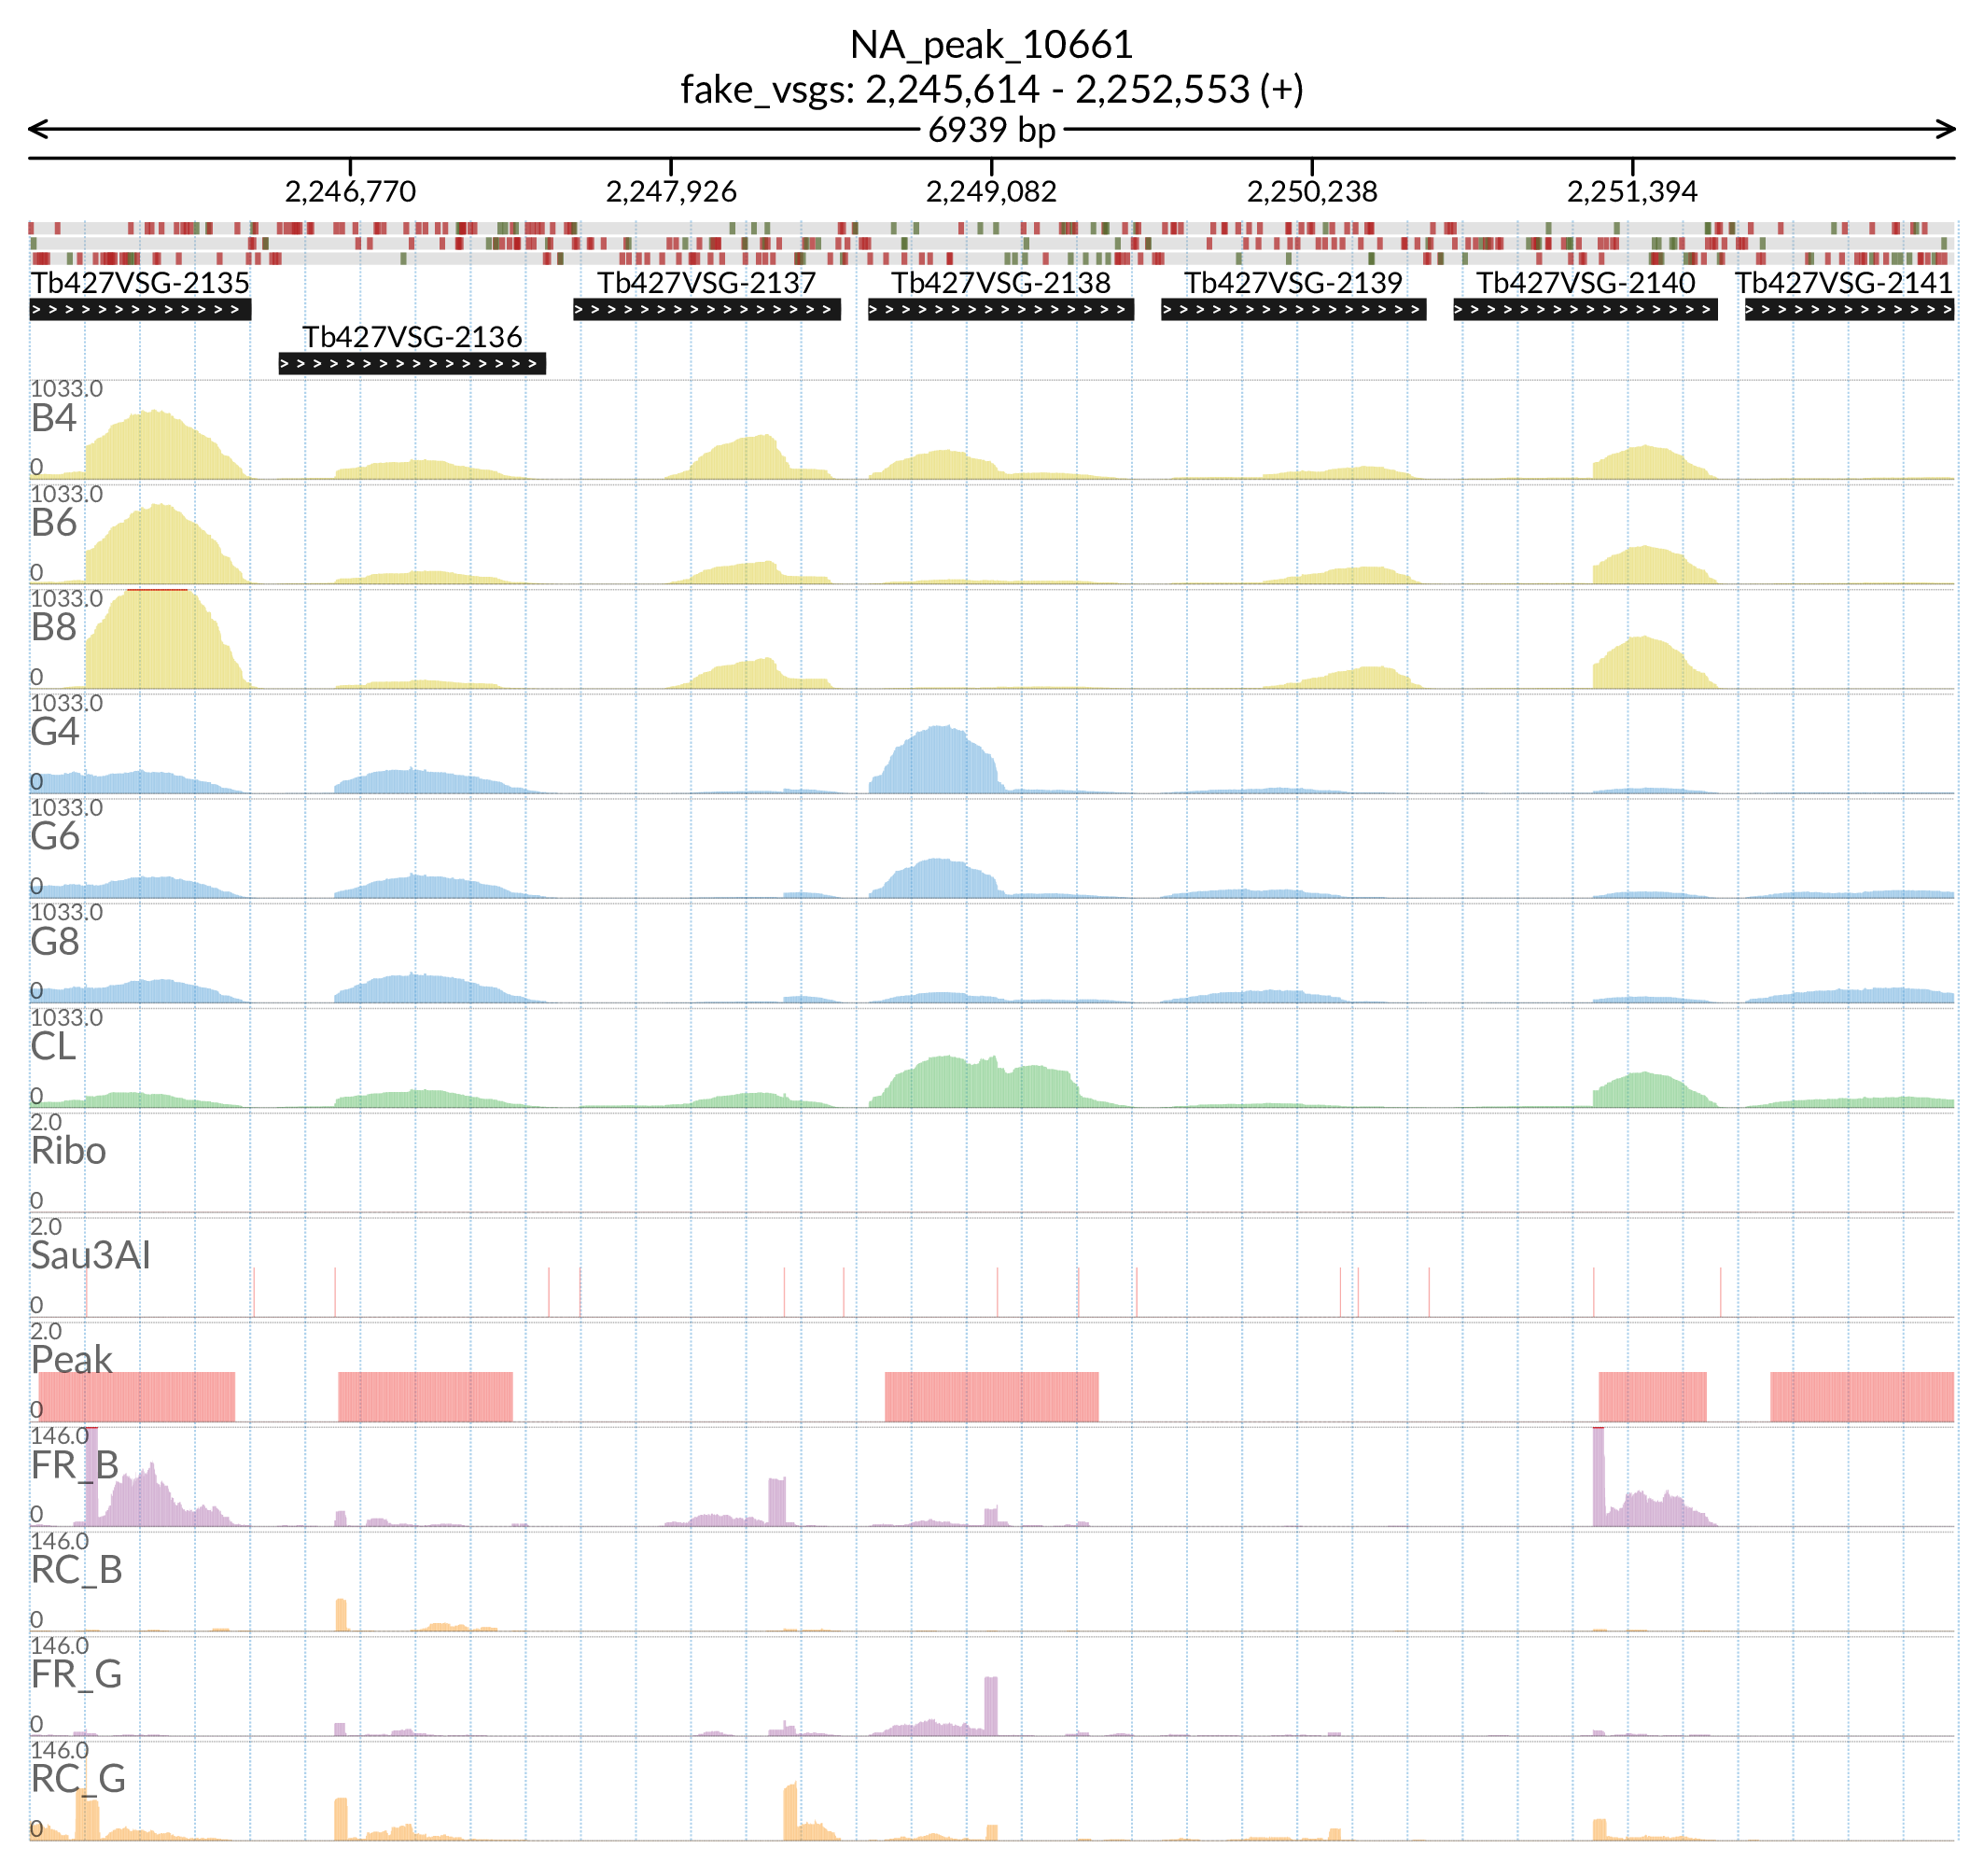 NA_peak_10661
fake_vsgs: 2,245,614 - 2,252,553 (+)
6939 bp
2,246,770 2,247,926 2,249,082 2,250,238 2,251,394
Tb427VSG-2135 Tb427VSG-2137 Tb427VSG-2138 Tb427VSG-2139 Tb427VSG-2140 Tb427VSG-2141
Tb427VSG-2136
1033.0
B4
0
1033.0
B6
0
1033.0
B8
0
1033.0
G4
0
1033.0
G6
0
1033.0
G8
0
1033.0
CL
0
2.0
Ribo
0
2.0
Sau3AI
0
2.0
Peak
0
146.0
FR_B
0
146.0
RC_B
0
146.0
FR_G
0
146.0
RC_G
0